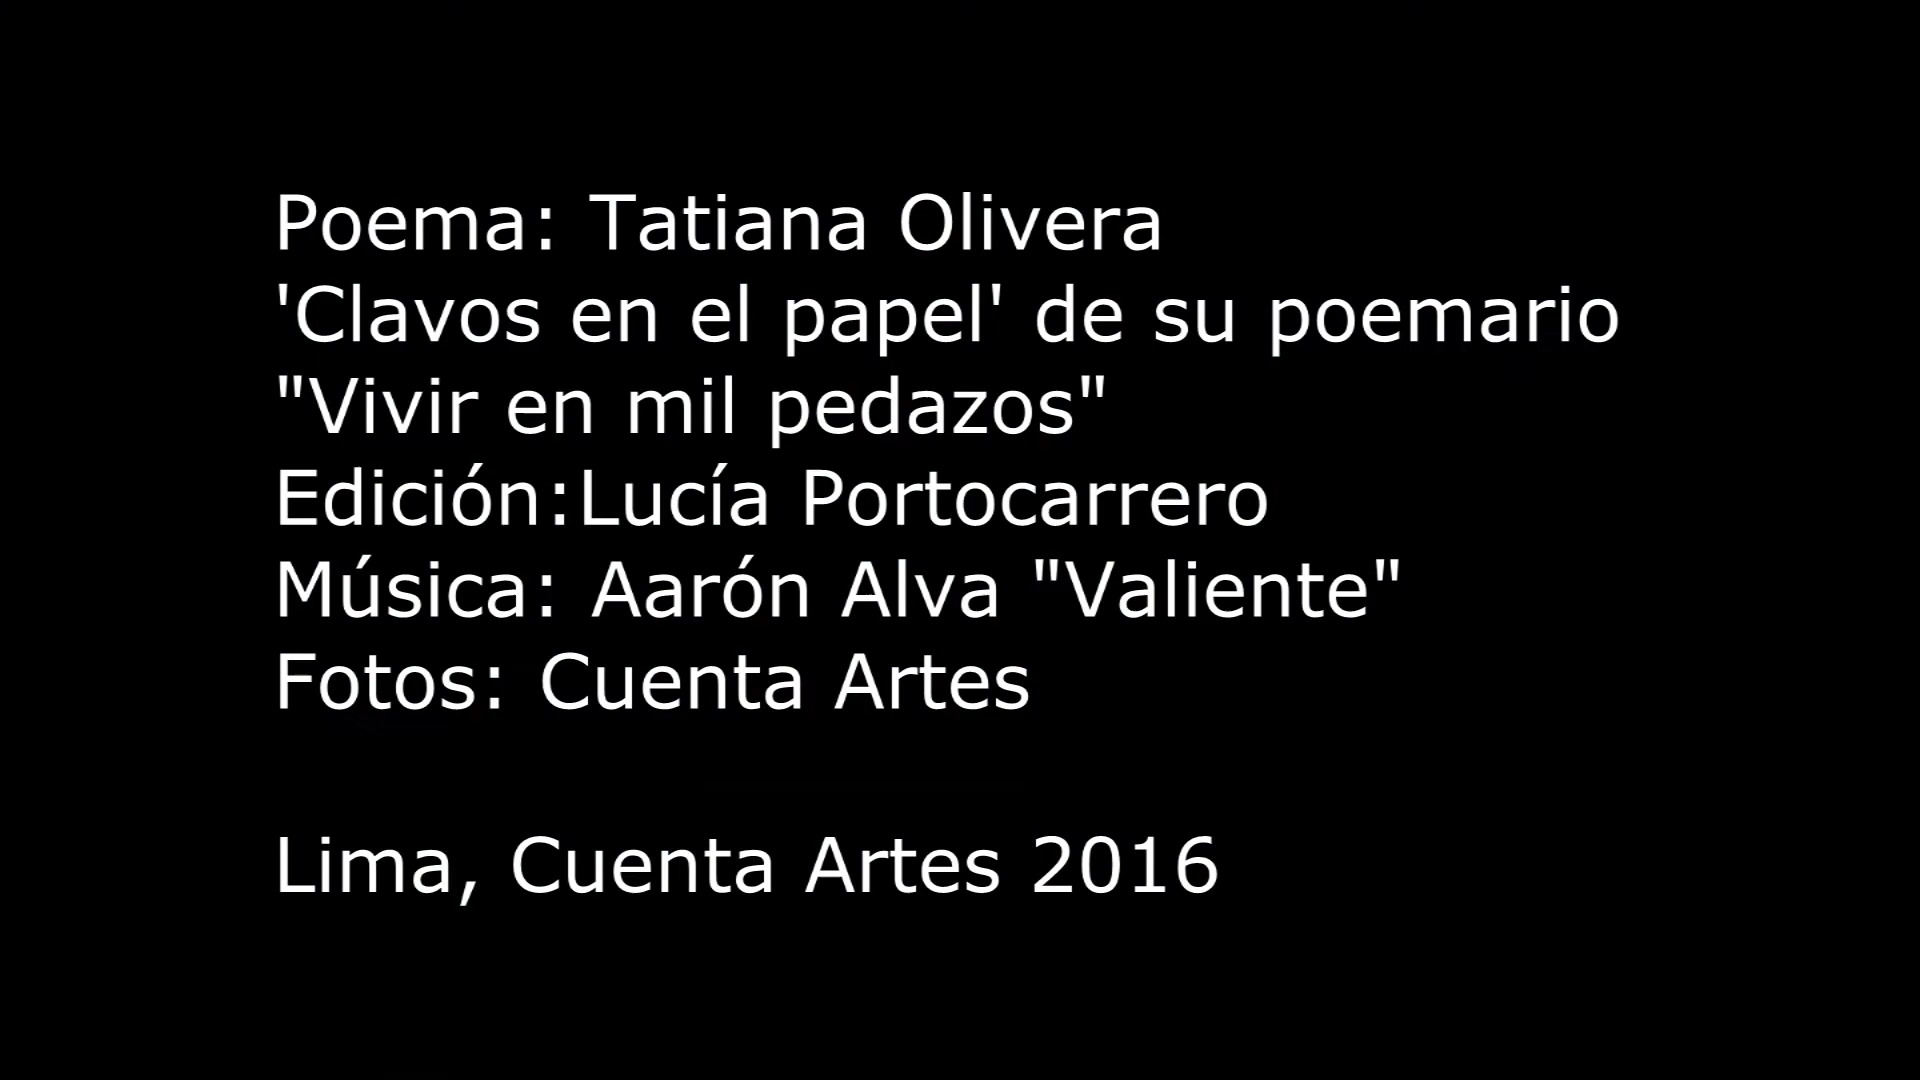 Poema: Tatiana Olivera
'Clavos en el papel' de su poemario
"Vivir en mil pedazos"
Edición:Lucía Portocarrero
Música: Aarón Alva "Valiente"
Fotos: Cuenta Artes
Lima, Cuenta Artes 2016